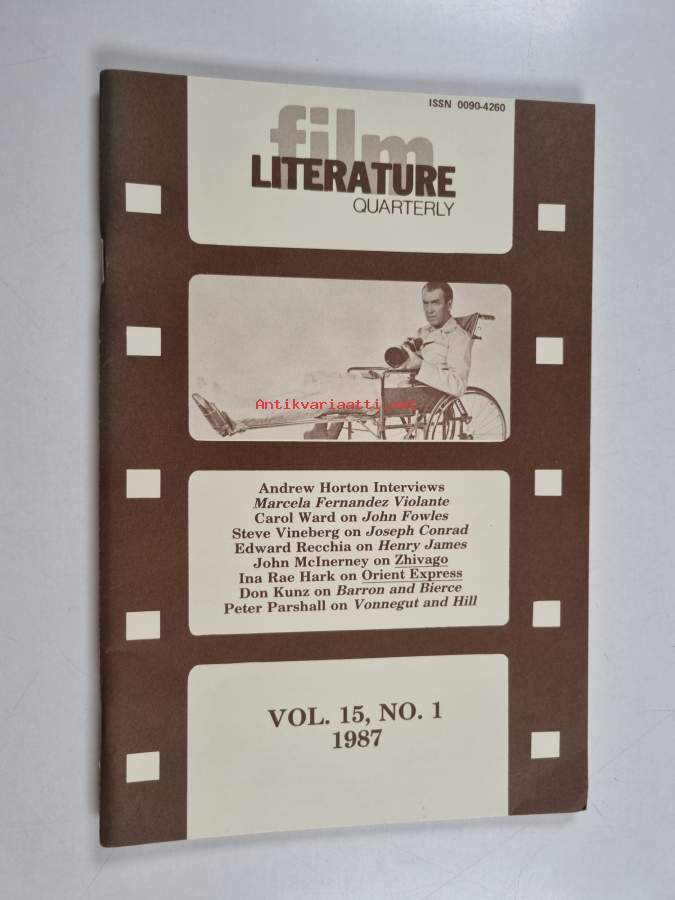 ISSN 0090-4260
film
LITERATURE
QUARTERLY
Antikvariaatti.net
Andrew Horton Interviews
Marcela Fernandez Violante
Carol Ward on John Fowles
Steve Vineberg on Joseph Conrad
Edward Recchia on Henry James
John McInerney on Zhivago
Ina Rae Hark on Orient Express
Don Kunz on Barron and Bierce
Peter Parshall on Vonnegut and Hill
VOL. 15, NO. 1
1987